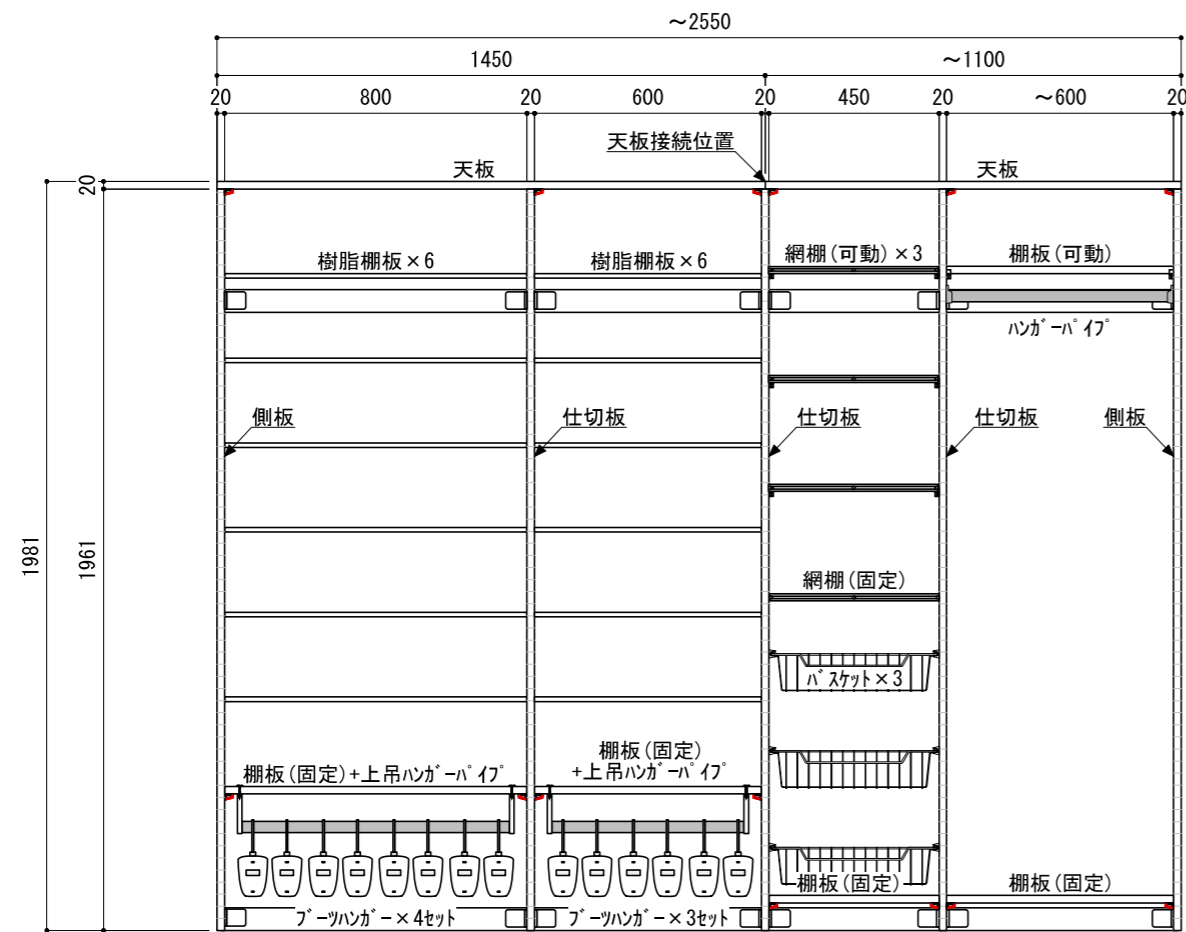 ～2550
1450
～1100
20
800
20
600
20
450
20
～600
20
天板接続位置
天板
天板
20
樹脂棚板×6
樹脂棚板×6
網棚(可動)×3
棚板(可動)
ﾊﾝｶﾞｰﾊﾟｲﾌﾟ
側板
仕切板
仕切板
仕切板
側板
1981
1961
網棚(固定)
ﾊﾞｽｹｯﾄ×3
棚板(固定)+上吊ﾊﾝｶﾞｰﾊﾟｲﾌﾟ
棚板(固定)
+上吊ﾊﾝｶﾞｰﾊﾟｲﾌﾟ
棚板(固定)
棚板(固定)
ﾌﾞｰﾂﾊﾝｶﾞｰ×4ｾｯﾄ
ﾌﾞｰﾂﾊﾝｶﾞｰ×3ｾｯﾄ